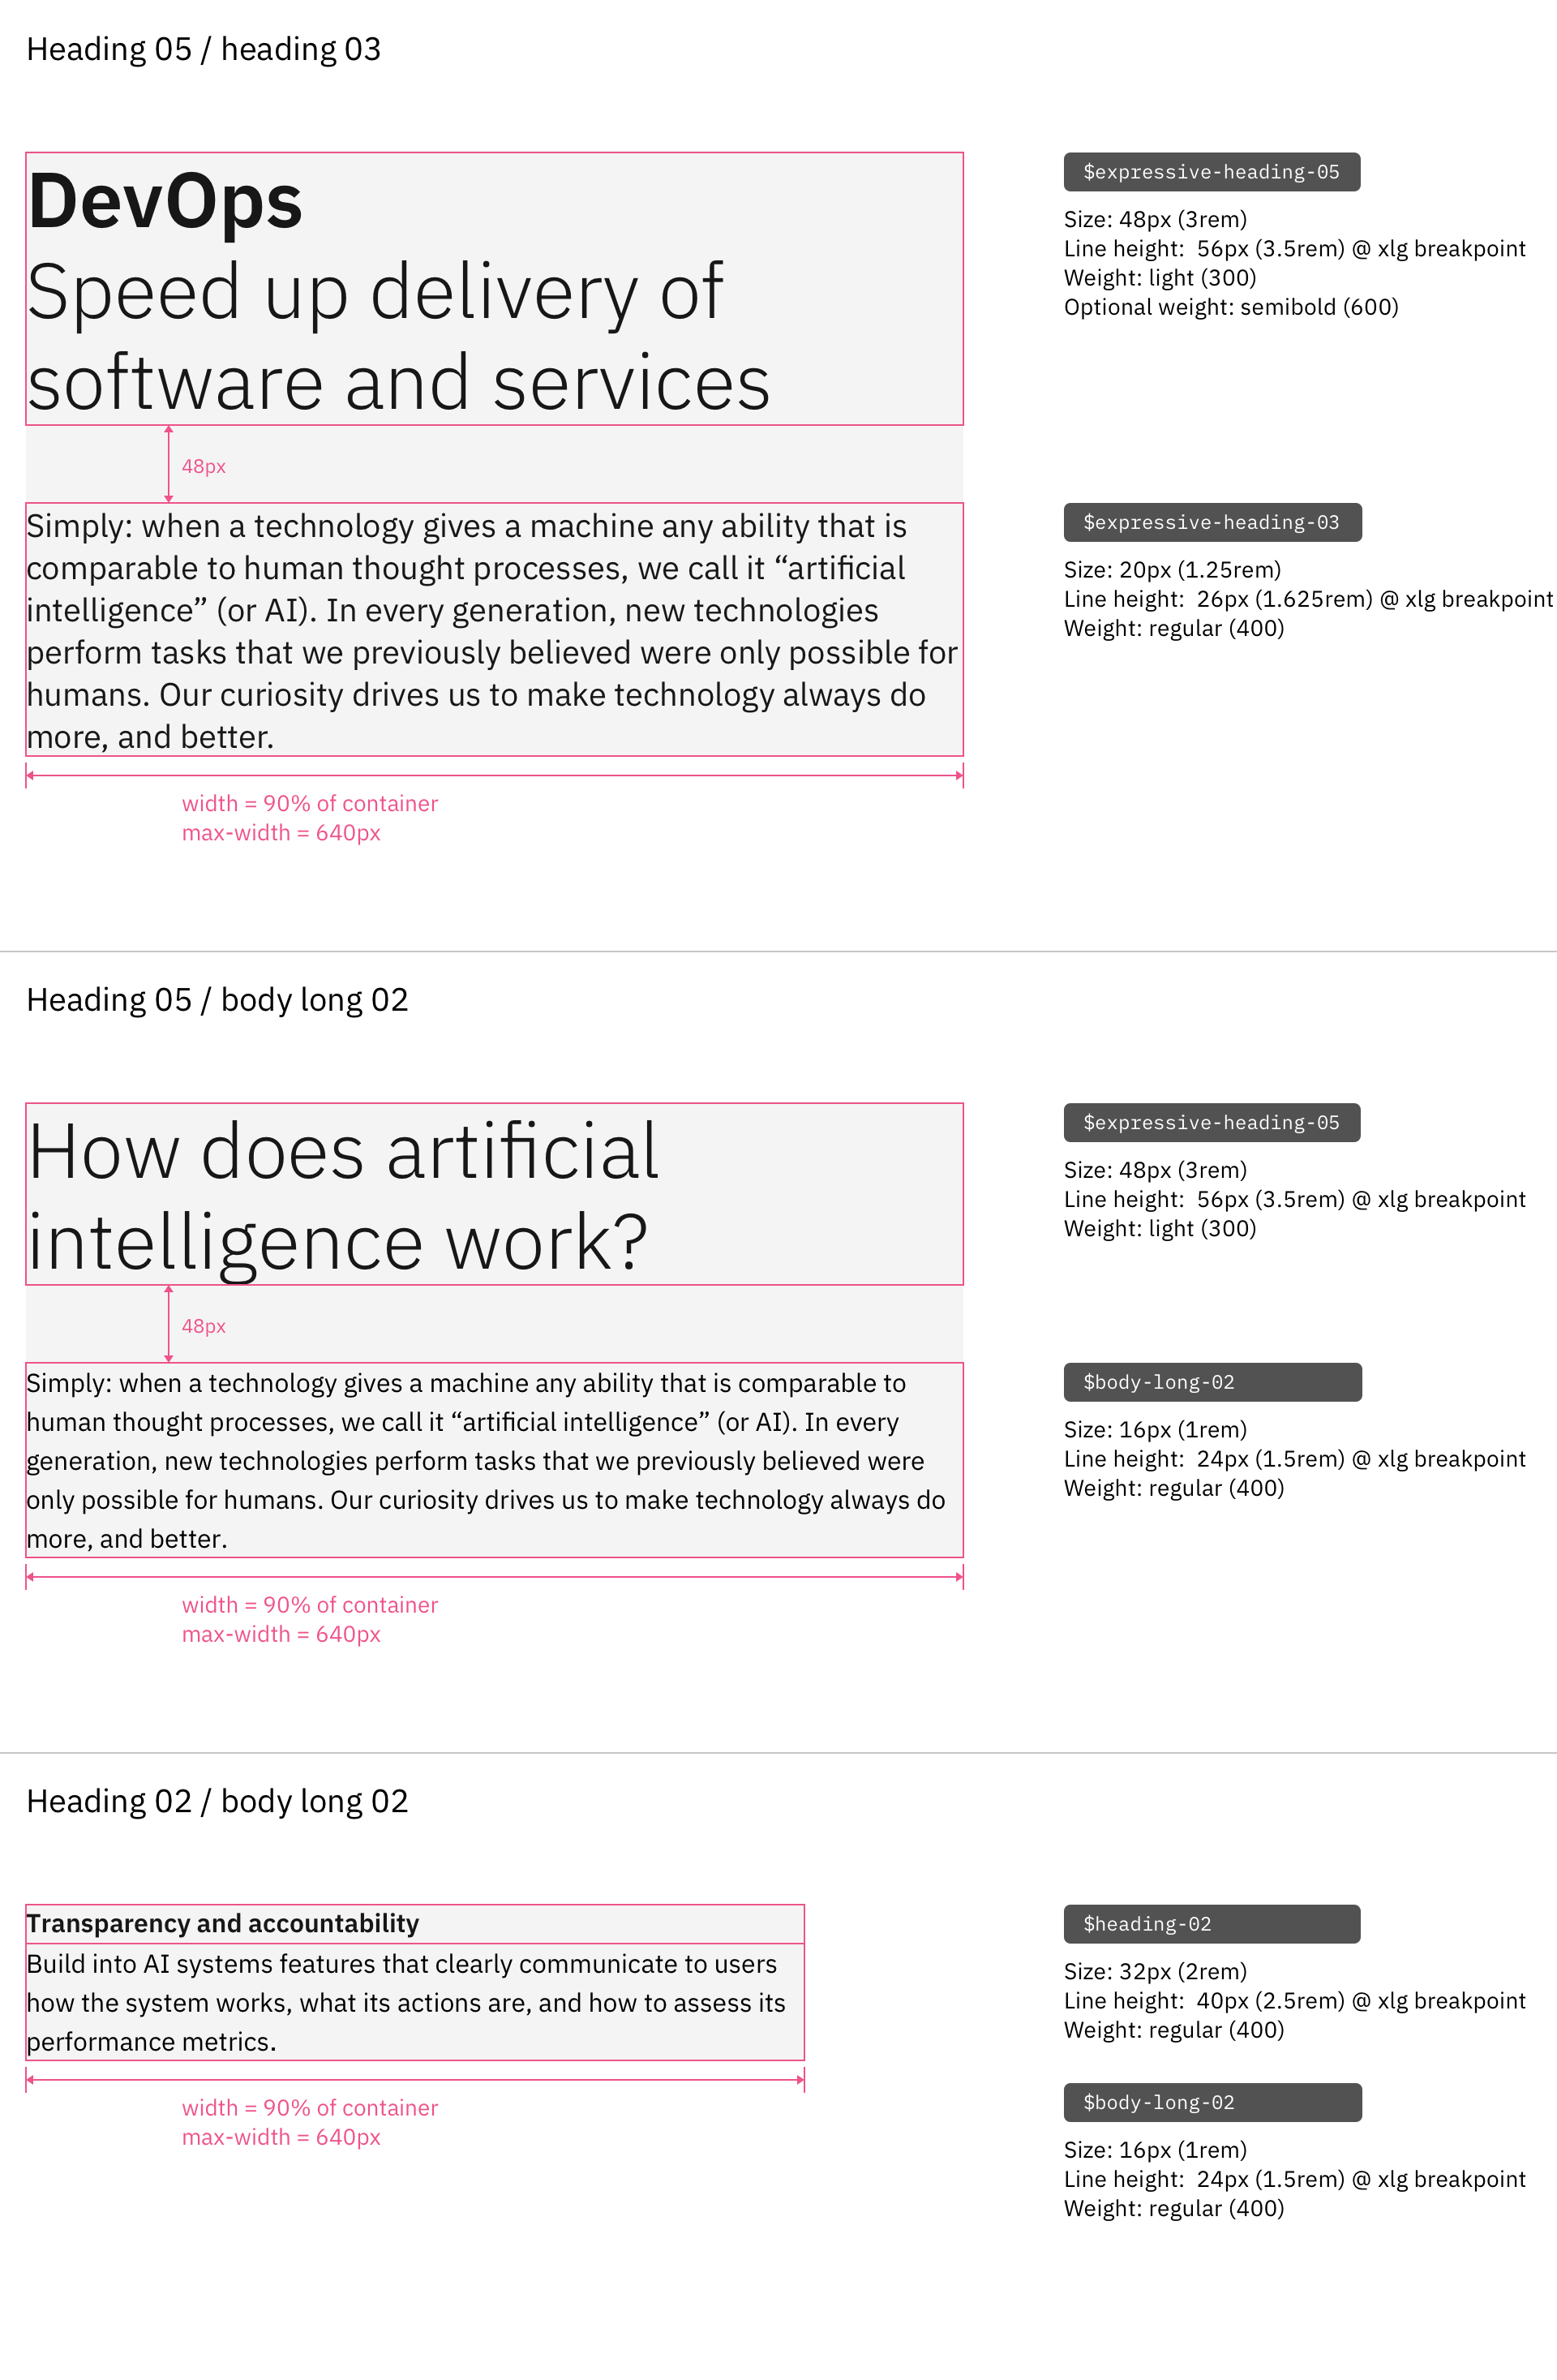 Heading 05 / heading 03
DevOps
Speed up delivery of
software and services
48px
Simply: when a technology gives a machine any ability that is
comparable to human thought processes, we call it “artificial
intelligence” (or AI). In every generation, new technologies
perform tasks that we previously believed were only possible for
humans. Our curiosity drives us to make technology always do
more, and better.
width = 90% of container
max-width = 640px
$expressive-heading-05
Size: 48px (3rem)
Line height:  56px (3.5rem) @ xlg breakpoint
Weight: light (300)
Optional weight: semibold (600)
$expressive-heading-03
Size: 20px (1.25rem)
Line height:  26px (1.625rem) @ xlg breakpoint
Weight: regular (400)
Heading 05 / body long 02
How does artificial
intelligence work?
48px
Simply: when a technology gives a machine any ability that is comparable to
human thought processes, we call it “artificial intelligence” (or AI). In every
generation, new technologies perform tasks that we previously believed were
only possible for humans. Our curiosity drives us to make technology always do
more, and better.
width = 90% of container
max-width = 640px
$expressive-heading-05
Size: 48px (3rem)
Line height:  56px (3.5rem) @ xlg breakpoint
Weight: light (300)
$body-long-02
Size: 16px (1rem)
Line height:  24px (1.5rem) @ xlg breakpoint
Weight: regular (400)
Heading 02 / body long 02
Transparency and accountability
Build into AI systems features that clearly communicate to users
how the system works, what its actions are, and how to assess its
performance metrics.
width = 90% of container
max-width = 640px
$heading-02
Size: 32px (2rem)
Line height:  40px (2.5rem) @ xlg breakpoint
Weight: regular (400)
$body-long-02
Size: 16px (1rem)
Line height:  24px (1.5rem) @ xlg breakpoint
Weight: regular (400)